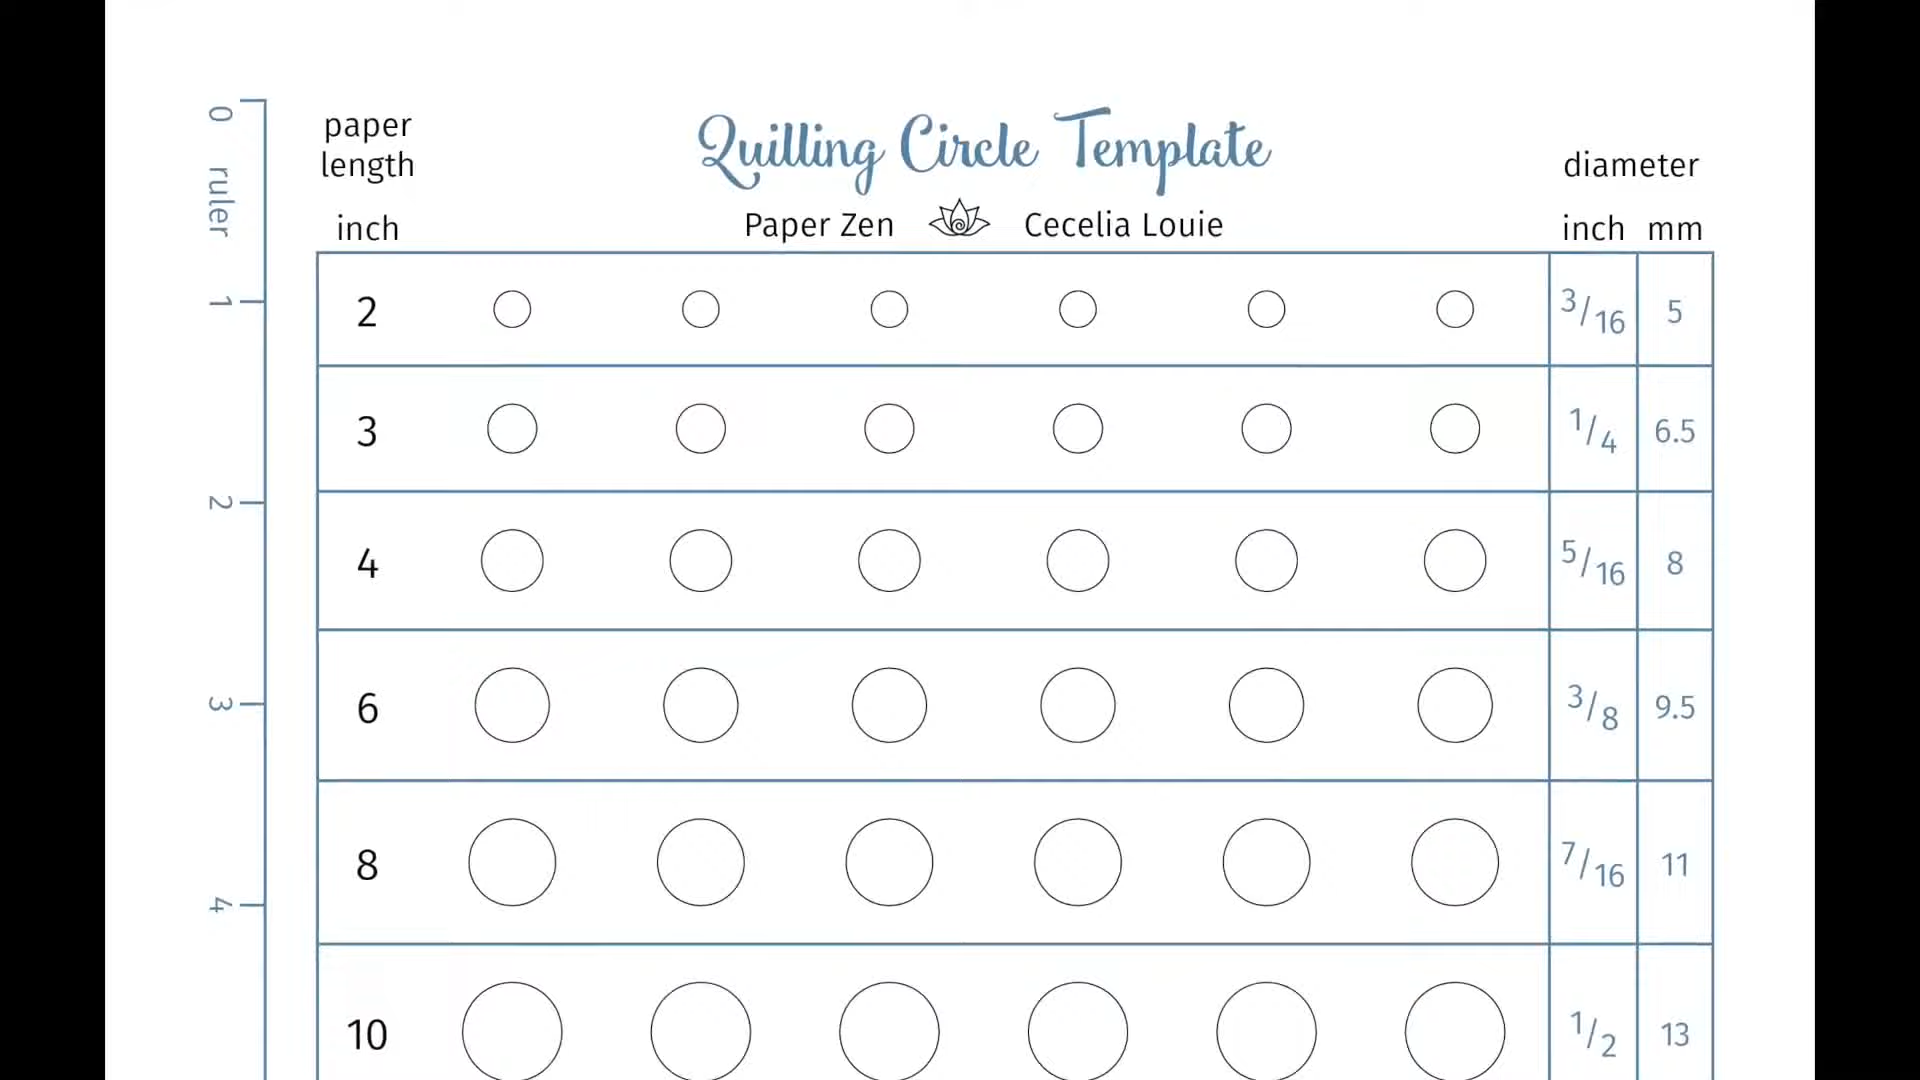 Quilling Circle Template
Paper Zen Cecelia Louie
paper
length
inch
diameter
inch mm
2 3/16 5
3 1/4 6.5
4 5/16 8
6 3/8 9.5
8 7/16 11
10 1/2 13
0
ruler
1
2
3
4